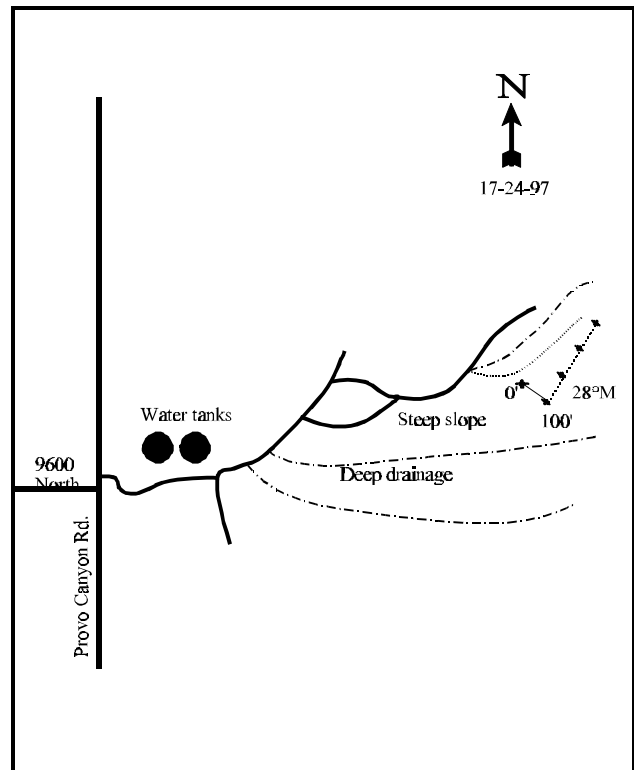 N
17-24-97
0'
28°M
100'
Water tanks
Steep slope
9600
North
Deep drainage
Provo Canyon Rd.